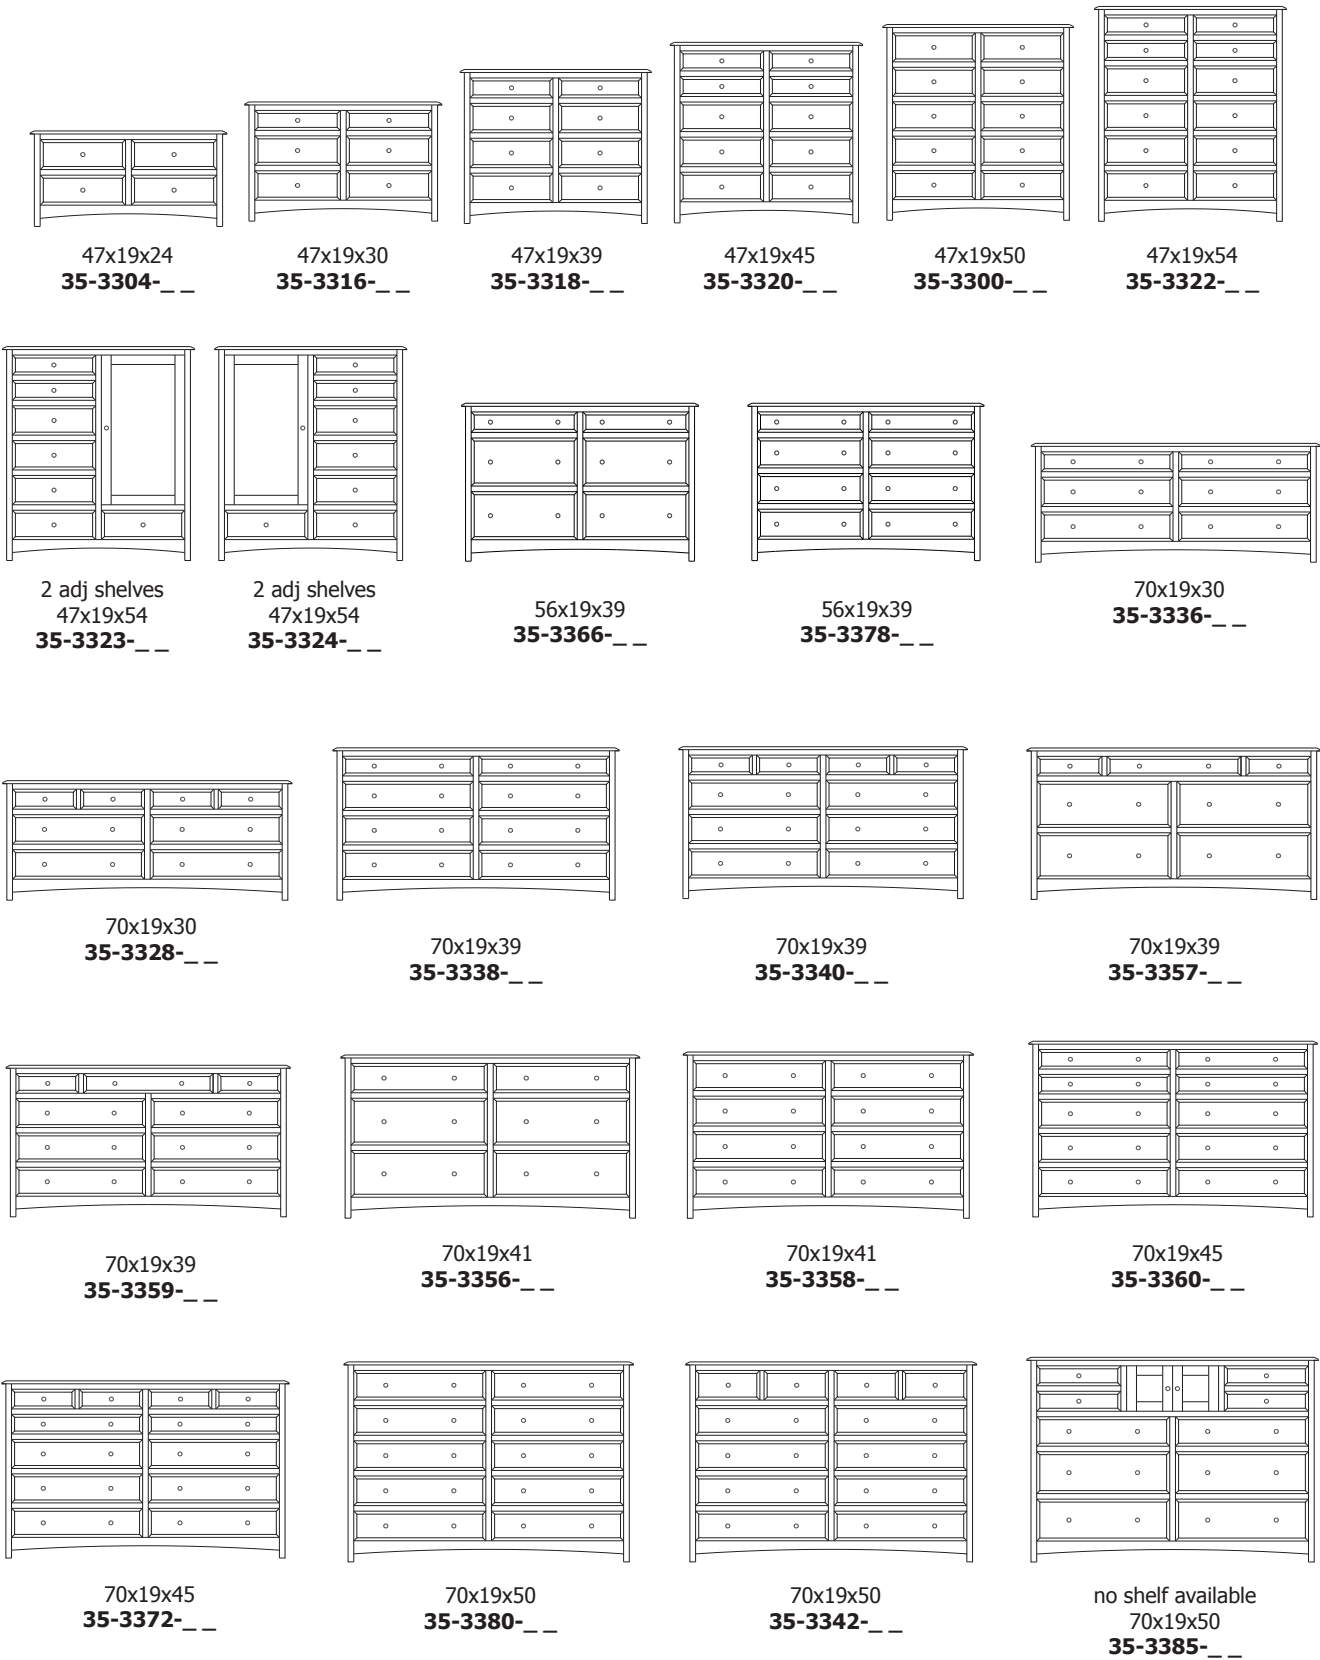 47x19x24
35-3304-_ _
47x19x30
35-3316-_ _
47x19x39
35-3318-_ _
47x19x45
35-3320-_ _
47x19x50
35-3300-_ _
47x19x54
35-3322-_ _
2 adj shelves
47x19x54
35-3323-_ _
2 adj shelves
47x19x54
35-3324-_ _
56x19x39
35-3366-_ _
56x19x39
35-3378-_ _
70x19x30
35-3336-_ _
70x19x30
35-3328-_ _
70x19x39
35-3338-_ _
70x19x39
35-3340-_ _
70x19x39
35-3357-_ _
70x19x39
35-3359-_ _
70x19x41
35-3356-_ _
70x19x41
35-3358-_ _
70x19x45
35-3360-_ _
70x19x45
35-3372-_ _
70x19x50
35-3380-_ _
70x19x50
35-3342-_ _
no shelf available
70x19x50
35-3385-_ _